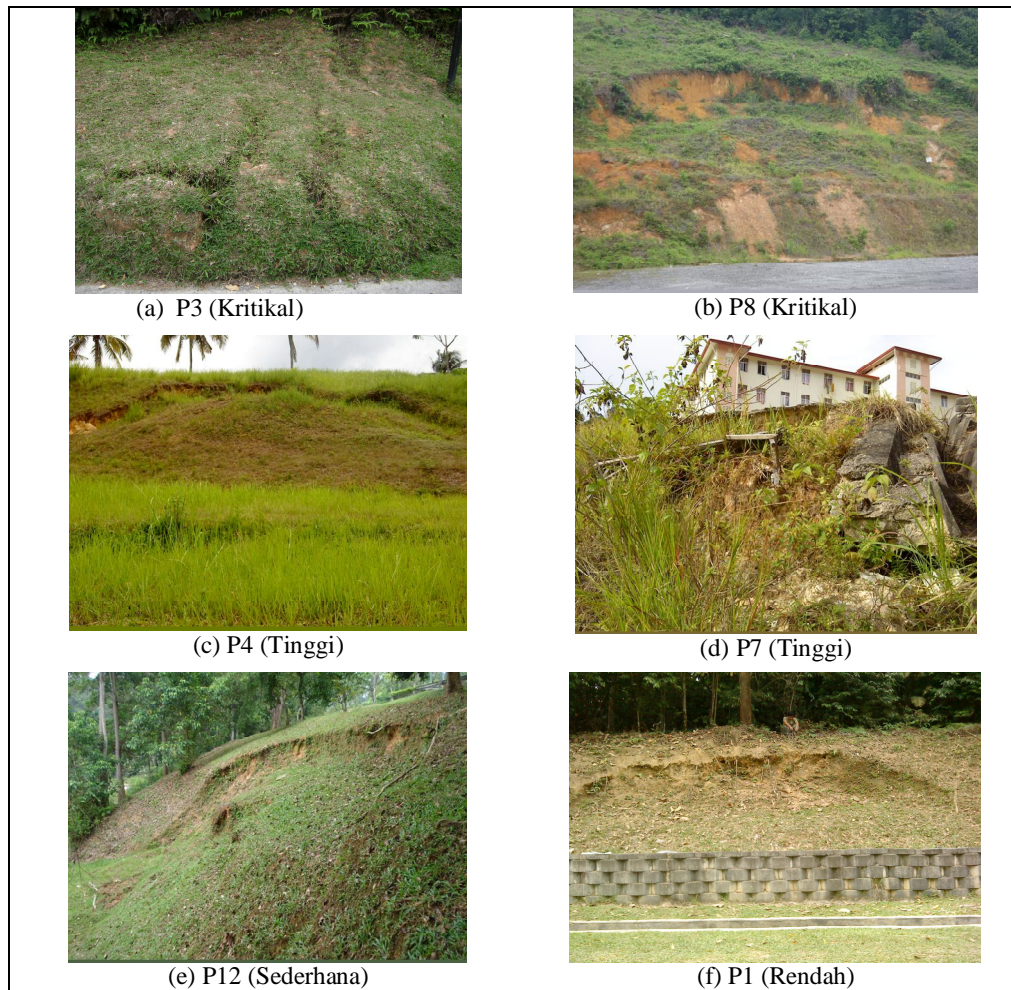 (a) P3 (Kritikal)
(b) P8 (Kritikal)
(c) P4 (Tinggi)
(d) P7 (Tinggi)
(e) P12 (Sederhana)
(f) P1 (Rendah)